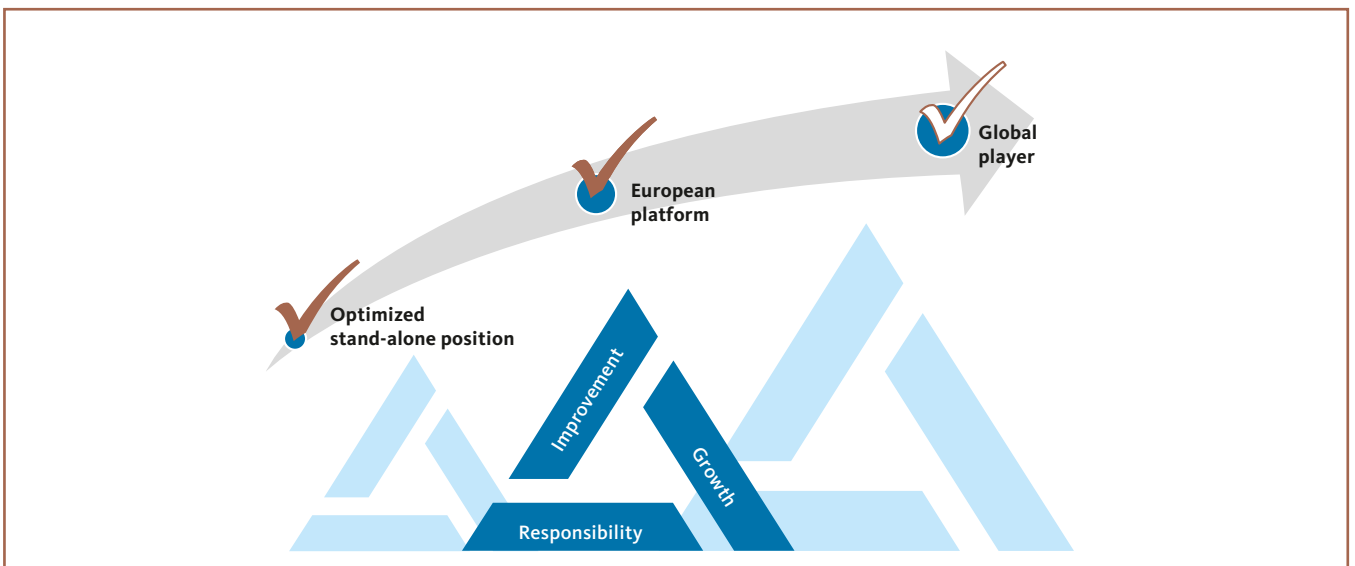 Global
player
European
platform
Optimized
stand-alone position
Improvement
Growth
Responsibility